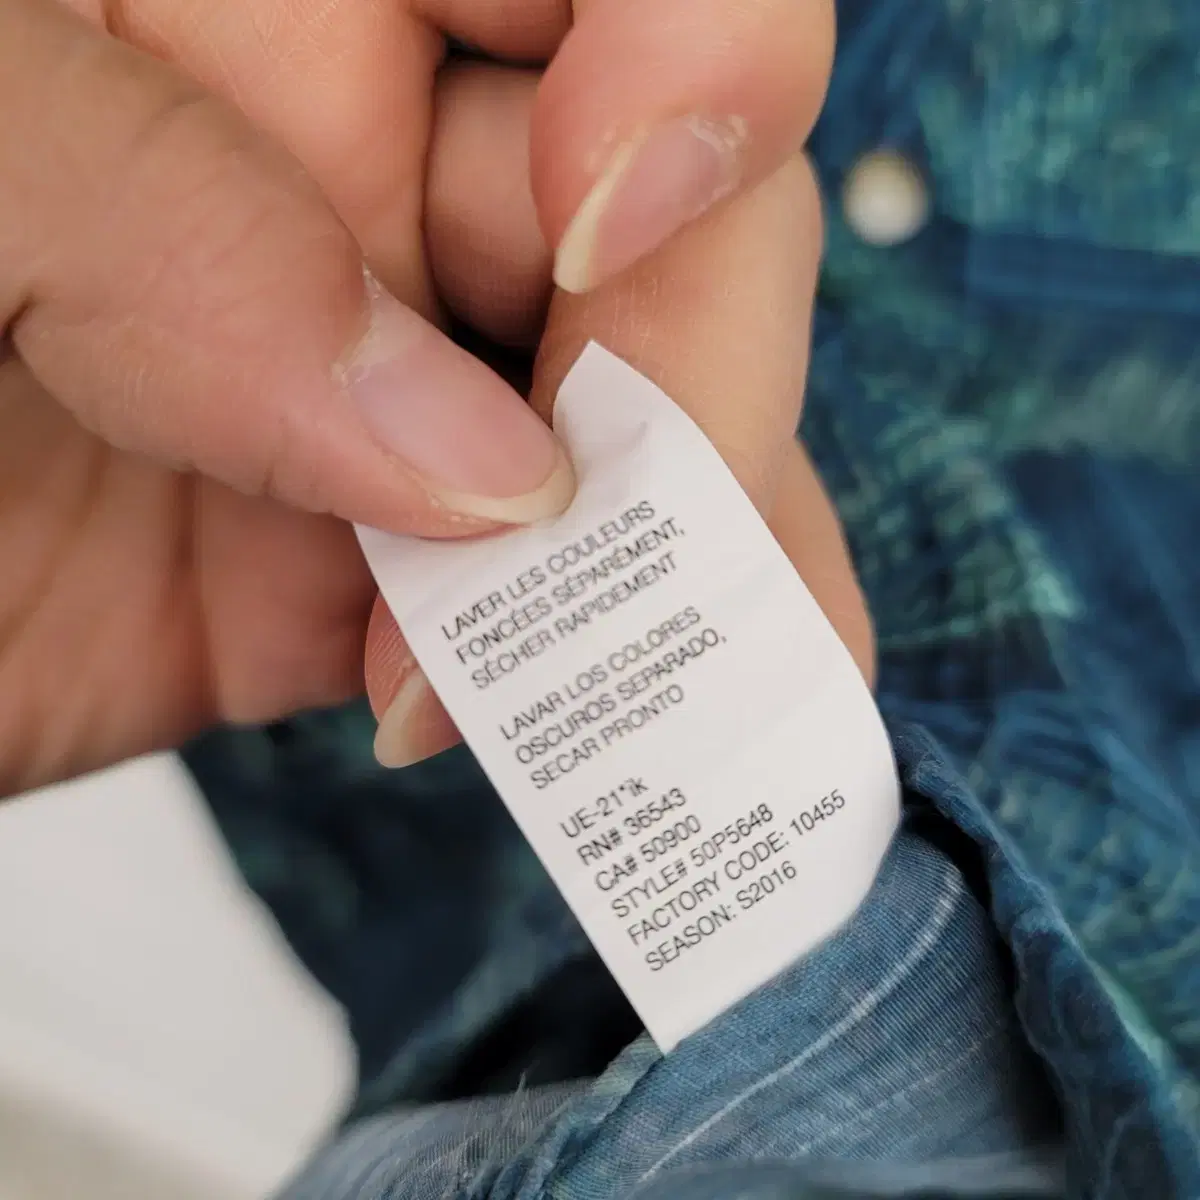 LAVER LES COULEURS
FONCÉES SÉPARÉMENT,
SÉCHER RAPIDEMENT
LAVAR LOS COLORES
OSCUROS SEPARADO,
SECAR PRONTO
UE-21*ik
RN# 36543
CA# 50900
STYLE# 50P5648
FACTORY CODE: 10455
SEASON: S2016